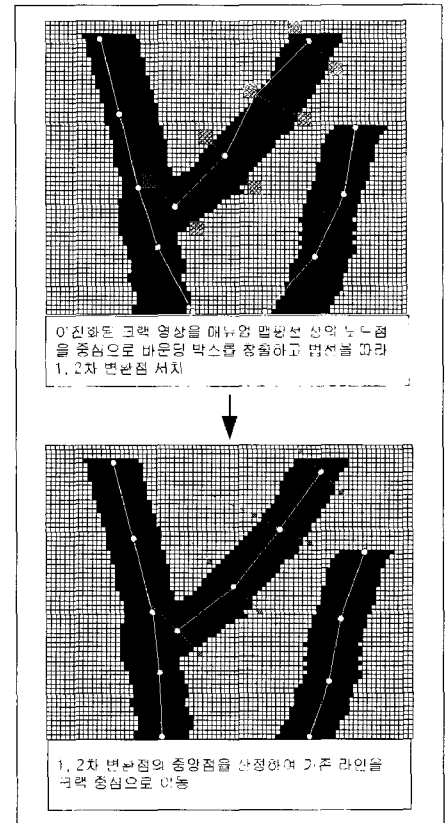 이진화된 크랙 영상을 매뉴얼 맵핑선 상의 노드점
을 중심으로 바운딩 박스를 창출하고 법선을 따라
1, 2차 변환점 서치
1, 2차 변환점의 중앙점을 산정하여 기존 라인을
크랙 중심으로 이동